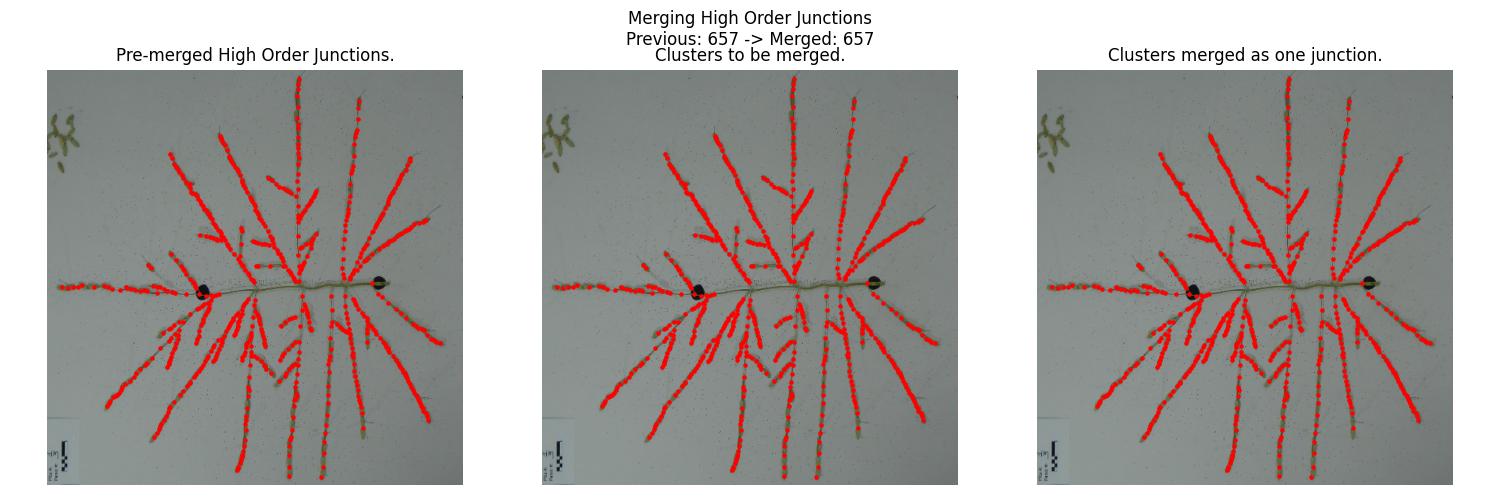 Merging High Order Junctions
Previous: 657 -> Merged: 657
Pre-merged High Order Junctions.
Clusters to be merged.
Clusters merged as one junction.